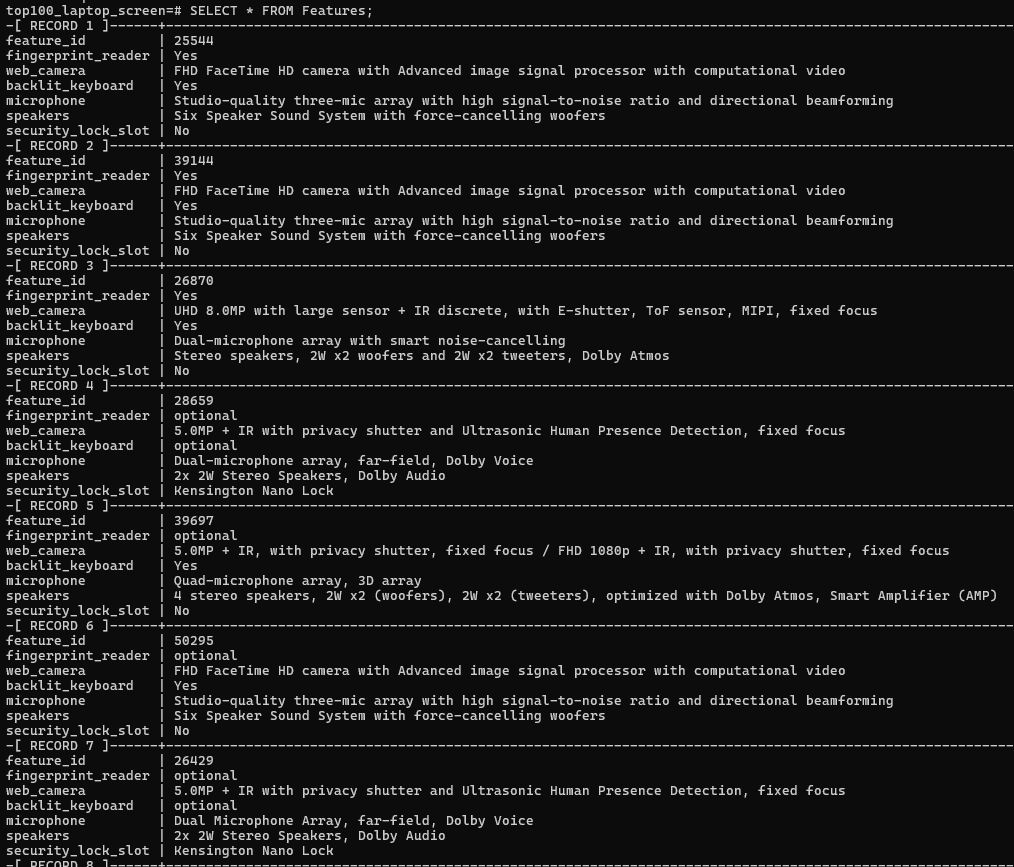 top100_laptop_screen=# SELECT * FROM Features;
-[ RECORD 1 ]------+----------------------------------------------------------------------------------------------------------
feature_id         | 25544
fingerprint_reader | Yes
web_camera         | FHD FaceTime HD camera with Advanced image signal processor with computational video
backlit_keyboard   | Yes
microphone         | Studio-quality three-mic array with high signal-to-noise ratio and directional beamforming
speakers           | Six Speaker Sound System with force-cancelling woofers
security_lock_slot | No
-[ RECORD 2 ]------+----------------------------------------------------------------------------------------------------------
feature_id         | 39144
fingerprint_reader | Yes
web_camera         | FHD FaceTime HD camera with Advanced image signal processor with computational video
backlit_keyboard   | Yes
microphone         | Studio-quality three-mic array with high signal-to-noise ratio and directional beamforming
speakers           | Six Speaker Sound System with force-cancelling woofers
security_lock_slot | No
-[ RECORD 3 ]------+----------------------------------------------------------------------------------------------------------
feature_id         | 26870
fingerprint_reader | Yes
web_camera         | UHD 8.0MP with large sensor + IR discrete, with E-shutter, ToF sensor, MIPI, fixed focus
backlit_keyboard   | Yes
microphone         | Dual-microphone array with smart noise-cancelling
speakers           | Stereo speakers, 2W x2 woofers and 2W x2 tweeters, Dolby Atmos
security_lock_slot | No
-[ RECORD 4 ]------+----------------------------------------------------------------------------------------------------------
feature_id         | 28659
fingerprint_reader | optional
web_camera         | 5.0MP + IR with privacy shutter and Ultrasonic Human Presence Detection, fixed focus
backlit_keyboard   | optional
microphone         | Dual-microphone array, far-field, Dolby Voice
speakers           | 2x 2W Stereo Speakers, Dolby Audio
security_lock_slot | Kensington Nano Lock
-[ RECORD 5 ]------+----------------------------------------------------------------------------------------------------------
feature_id         | 39697
fingerprint_reader | optional
web_camera         | 5.0MP + IR, with privacy shutter, fixed focus / FHD 1080p + IR, with privacy shutter, fixed focus
backlit_keyboard   | Yes
microphone         | Quad-microphone array, 3D array
speakers           | 4 stereo speakers, 2W x2 (woofers), 2W x2 (tweeters), optimized with Dolby Atmos, Smart Amplifier (AMP)
security_lock_slot | No
-[ RECORD 6 ]------+----------------------------------------------------------------------------------------------------------
feature_id         | 50295
fingerprint_reader | optional
web_camera         | FHD FaceTime HD camera with Advanced image signal processor with computational video
backlit_keyboard   | Yes
microphone         | Studio-quality three-mic array with high signal-to-noise ratio and directional beamforming
speakers           | Six Speaker Sound System with force-cancelling woofers
security_lock_slot | No
-[ RECORD 7 ]------+----------------------------------------------------------------------------------------------------------
feature_id         | 26429
fingerprint_reader | optional
web_camera         | 5.0MP + IR with privacy shutter and Ultrasonic Human Presence Detection, fixed focus
backlit_keyboard   | optional
microphone         | Dual Microphone Array, far-field, Dolby Voice
speakers           | 2x 2W Stereo Speakers, Dolby Audio
security_lock_slot | Kensington Nano Lock
-[ RECORD 8 ]------+----------------------------------------------------------------------------------------------------------